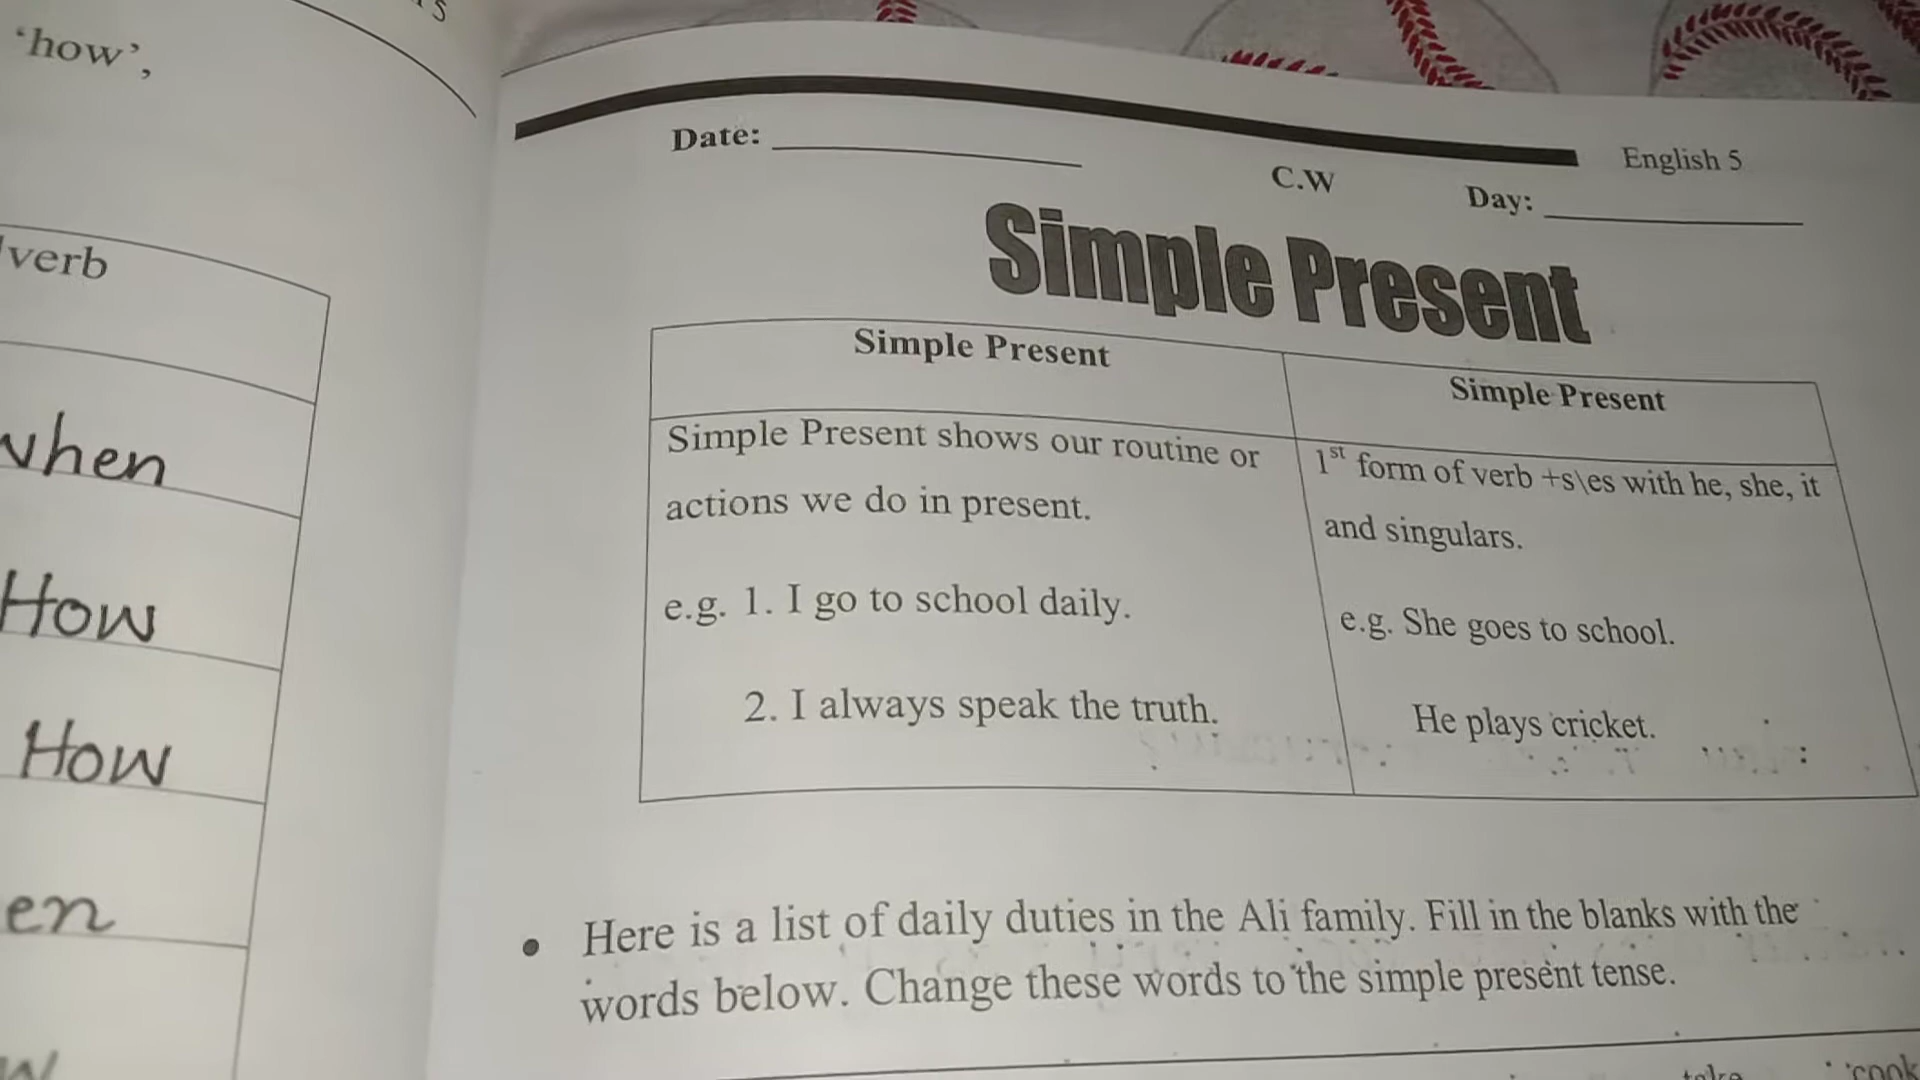 'how',
verb
when
How
How
en
Date:
English 5
C.W
Day:
Simple Present
Simple Present
Simple Present shows our routine or
actions we do in present.
e.g. 1. I go to school daily.
2. I always speak the truth.
Simple Present
1st form of verb +s\es with he, she, it
and singulars.
e.g. She goes to school.
He plays cricket.
• Here is a list of daily duties in the Ali family. Fill in the blanks with the
words below. Change these words to the simple present tense.